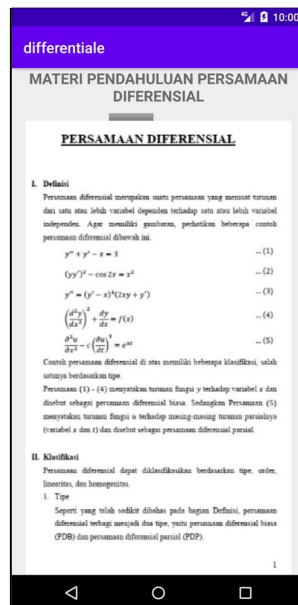 4G 10:00
differentiale
MATERI PENDAHULUAN PERSAMAAN
DIFERENSIAL
PERSAMAAN DIFERENSIAL
I. Definisi
Persamaan diferensial merupakan suatu persamaan yang memuat turunan
dari satu atau lebih variabel dependen terhadap satu atau lebih variabel
independen. Agar memiliki gambaran, perhatikan beberapa contoh
persamaan diferensial dibawah ini.
y'' + y' − x = 3 ... (1)
(yy')² − cos 2x = x² ... (2)
y'' = (y' − x)⁴(2xy + y') ... (3)
(d²y/dx²)² + dy/dx = f(x) ... (4)
∂²u/∂x² − c(∂u/∂t)³ = ... (5)
Contoh persamaan diferensial di atas memiliki beberapa klasifikasi, salah
satunya berdasarkan tipe.
Persamaan (1) - (4) menyatakan turunan fungsi y terhadap variabel x dan
disebut sebagai persamaan diferensial biasa. Sedangkan Persamaan (5)
menyatakan turunan fungsi u terhadap masing-masing turunan parsialnya
(variabel x dan t) dan disebut sebagai persamaan diferensial parsial.
II. Klasifikasi
Persamaan diferensial dapat diklasifikasikan berdasarkan tipe, order,
linearitas, dan homogenitas.
1. Tipe
Seperti yang telah sedikit dibahas pada bagian Definisi, persamaan
diferensial terbagi menjadi dua tipe, yaitu persamaan diferensial biasa
(PDB) dan persamaan diferensial parsial (PDP).
1